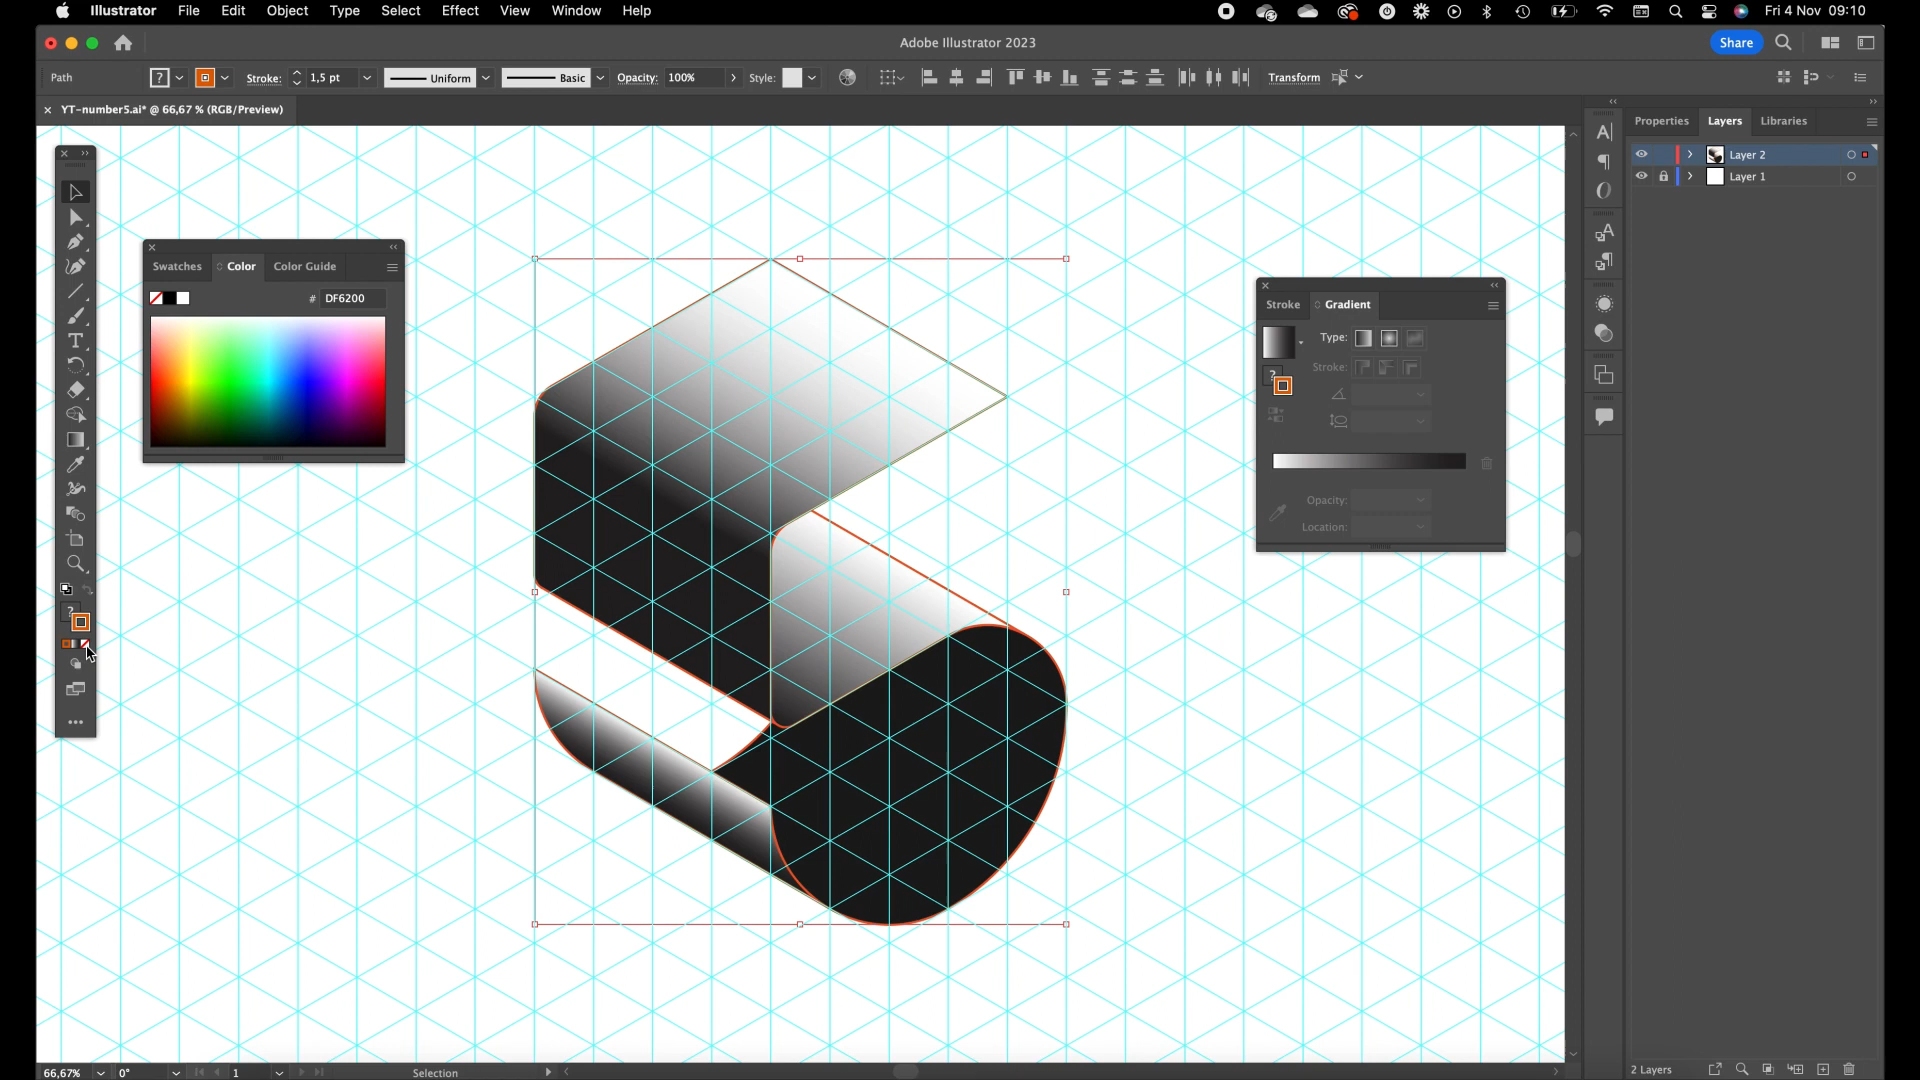 Illustrator File Edit Object Type Select Effect View Window Help Fri 4 Nov 09:10
Adobe Illustrator 2023 Share
Path ? Stroke: 1,5 pt Uniform Basic Opacity: 100% Style: Transform
YT-number5.ai* @ 66,67 % (RGB/Preview)
Properties Layers Libraries
Layer 2
Layer 1
Swatches Color Color Guide
# DF6200
Stroke Gradient
Type:
Stroke:
?
Opacity:
Location:
?
66,67% 0° 1 Selection
2 Layers